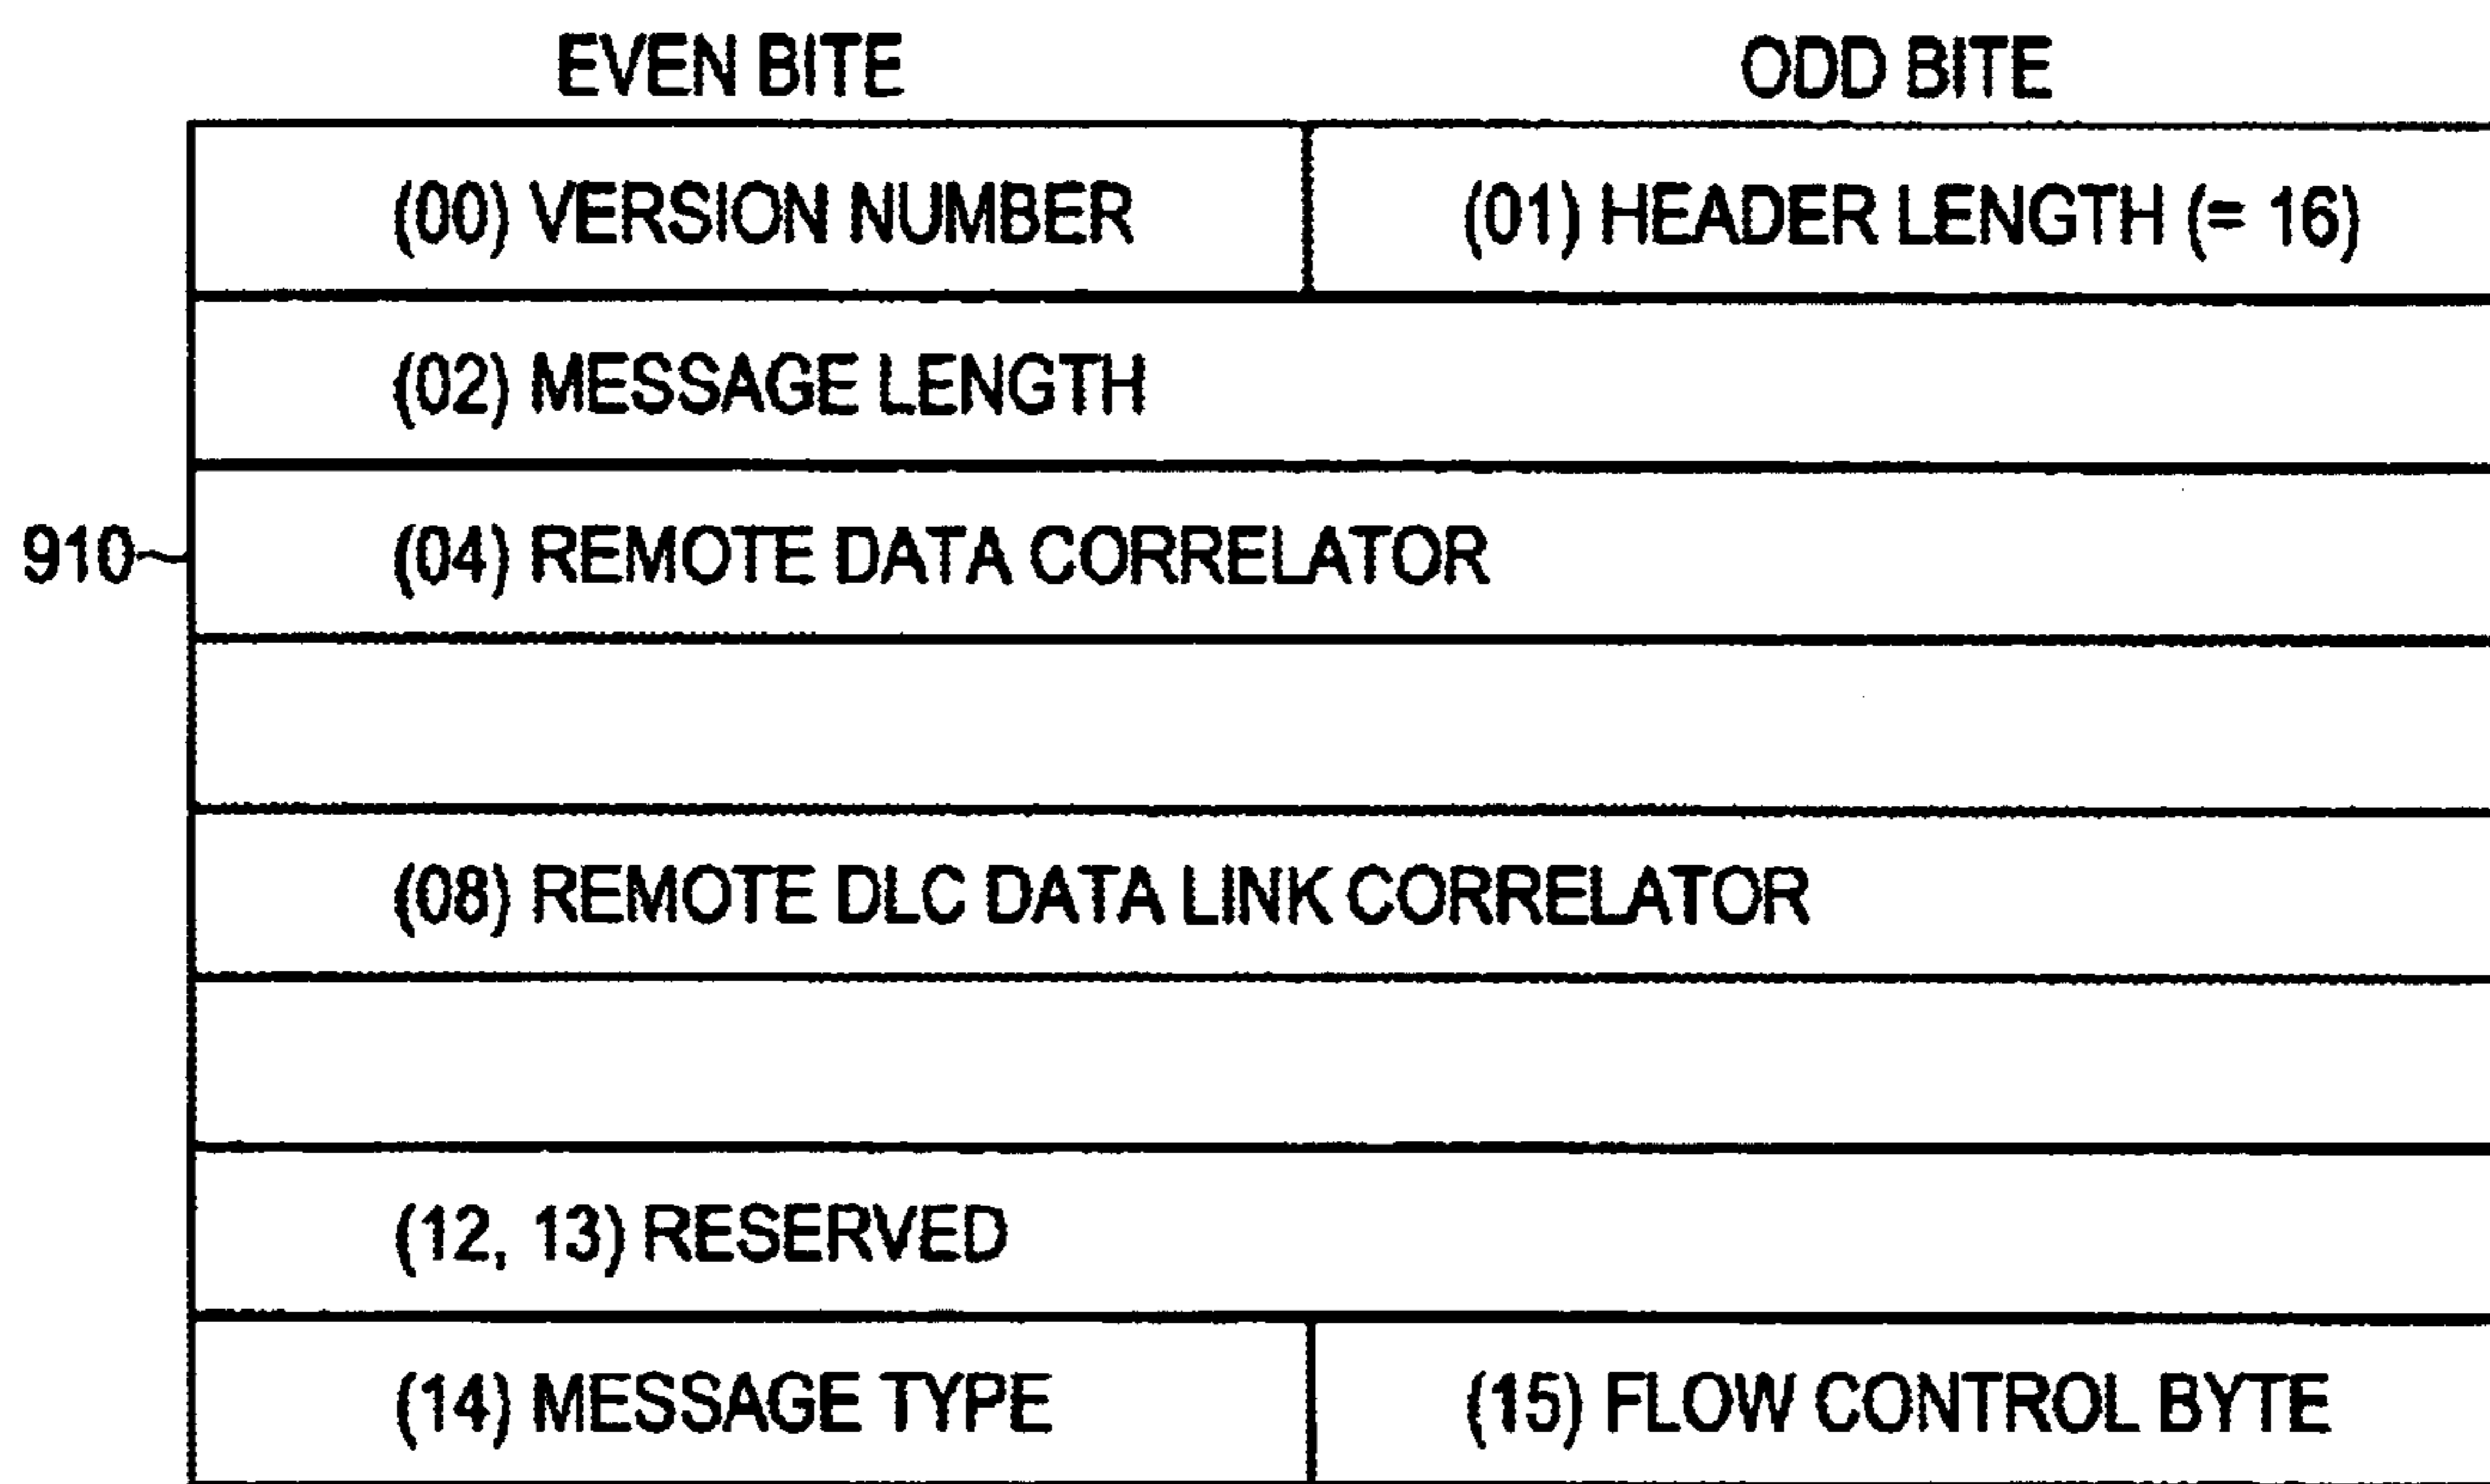 EVEN BITE ODD BITE
(00) VERSION NUMBER (01) HEADER LENGTH (= 16)
(02) MESSAGE LENGTH
910 (04) REMOTE DATA CORRELATOR
(08) REMOTE DLC DATA LINK CORRELATOR
(12, 13) RESERVED
(14) MESSAGE TYPE (15) FLOW CONTROL BYTE